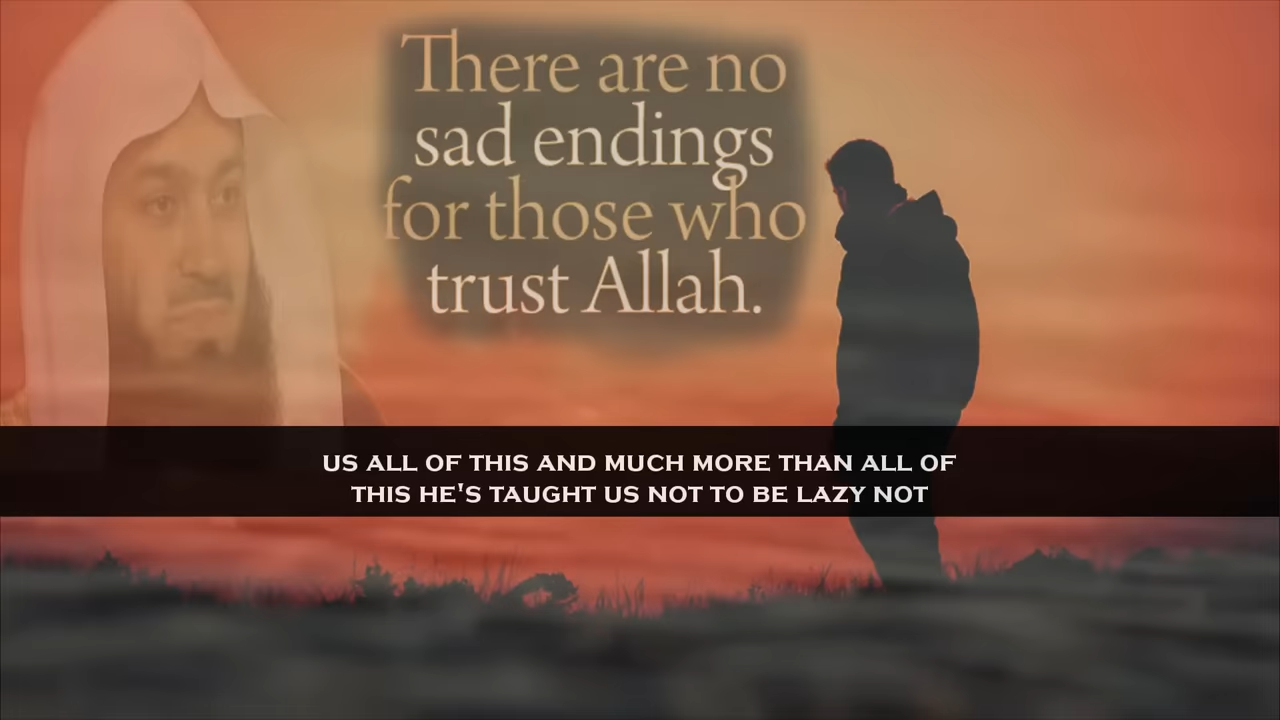 There are no
sad endings
for those who
trust Allah.
US ALL OF THIS AND MUCH MORE THAN ALL OF
THIS HE'S TAUGHT US NOT TO BE LAZY NOT